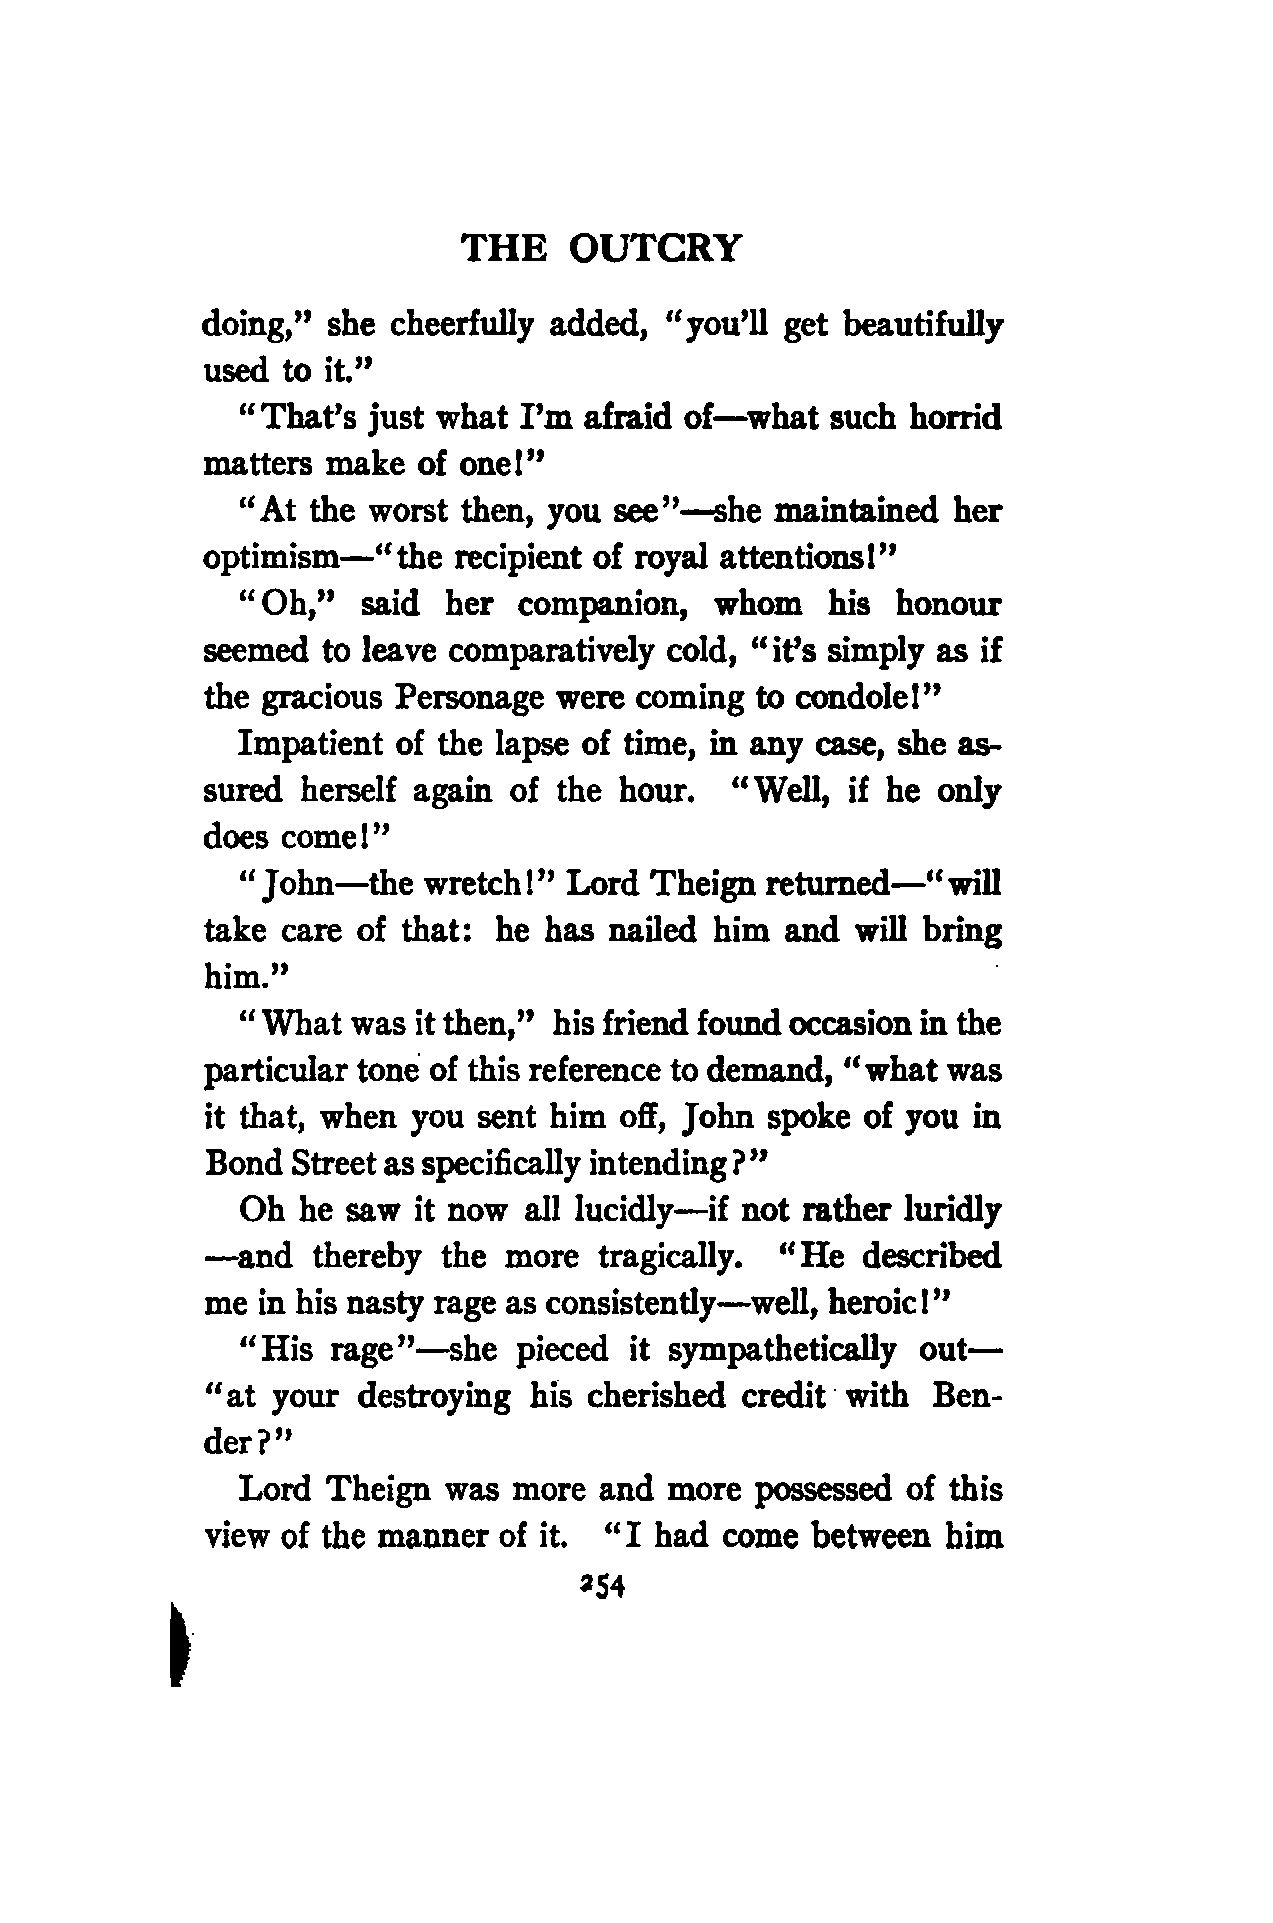 THE OUTCRY
doing,” she cheerfully added, “you’ll get beautifully
used to it.”
“That’s just what I’m afraid of—what such horrid
matters make of one!”
“At the worst then, you see”—she maintained her
optimism—“the recipient of royal attentions!”
“Oh,” said her companion, whom his honour
seemed to leave comparatively cold, “it’s simply as if
the gracious Personage were coming to condole!”
Impatient of the lapse of time, in any case, she as-
sured herself again of the hour. “Well, if he only
does come!”
“John—the wretch!” Lord Theign returned—“will
take care of that: he has nailed him and will bring
him.”
“What was it then,” his friend found occasion in the
particular tone of this reference to demand, “what was
it that, when you sent him off, John spoke of you in
Bond Street as specifically intending?”
Oh he saw it now all lucidly—if not rather luridly
—and thereby the more tragically. “He described
me in his nasty rage as consistently—well, heroic!”
“His rage”—she pieced it sympathetically out—
“at your destroying his cherished credit with Ben-
der?”
Lord Theign was more and more possessed of this
view of the manner of it. “I had come between him
254